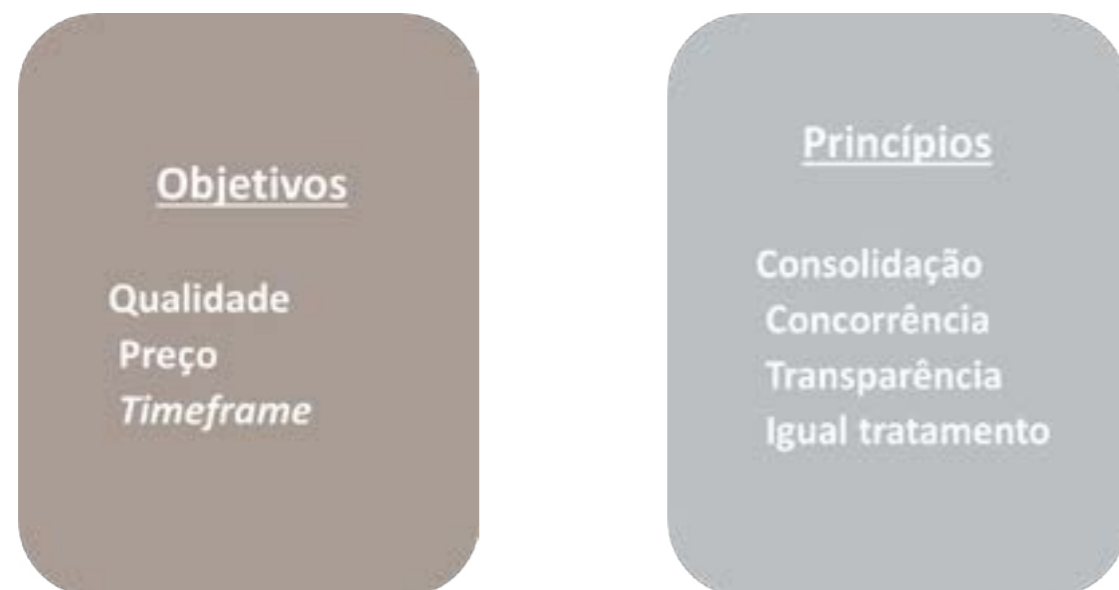 Objetivos
Qualidade
Preço
Timeframe
Princípios
Consolidação
Concorrência
Transparência
Igual tratamento